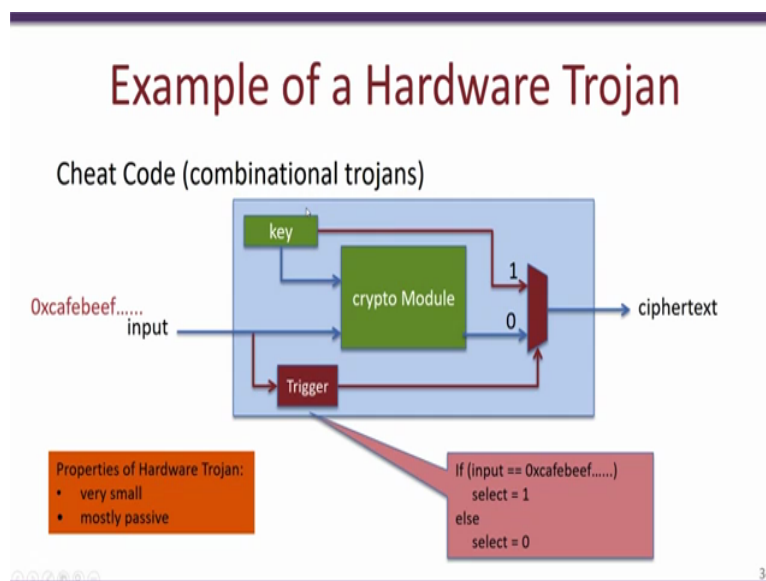 Example of a Hardware Trojan
Cheat Code (combinational trojans)
key
1
crypto Module
0xcafebeef......
input
0
ciphertext
Trigger
Properties of Hardware Trojan:
• very small
• mostly passive
If (input == 0xcafebeef......)
select = 1
else
select = 0
3